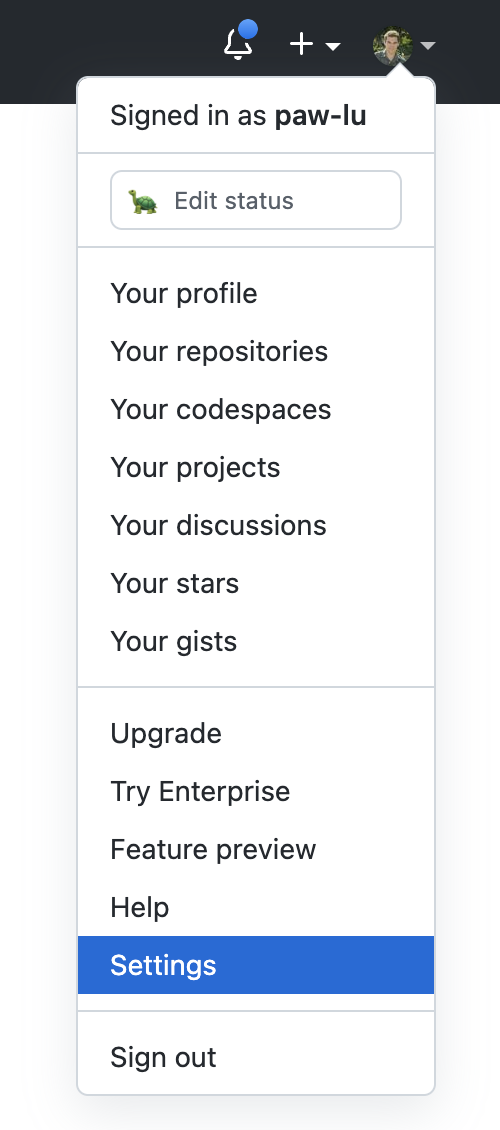 Signed in as paw-lu
Edit status
Your profile
Your repositories
Your codespaces
Your projects
Your discussions
Your stars
Your gists
Upgrade
Try Enterprise
Feature preview
Help
Settings
Sign out